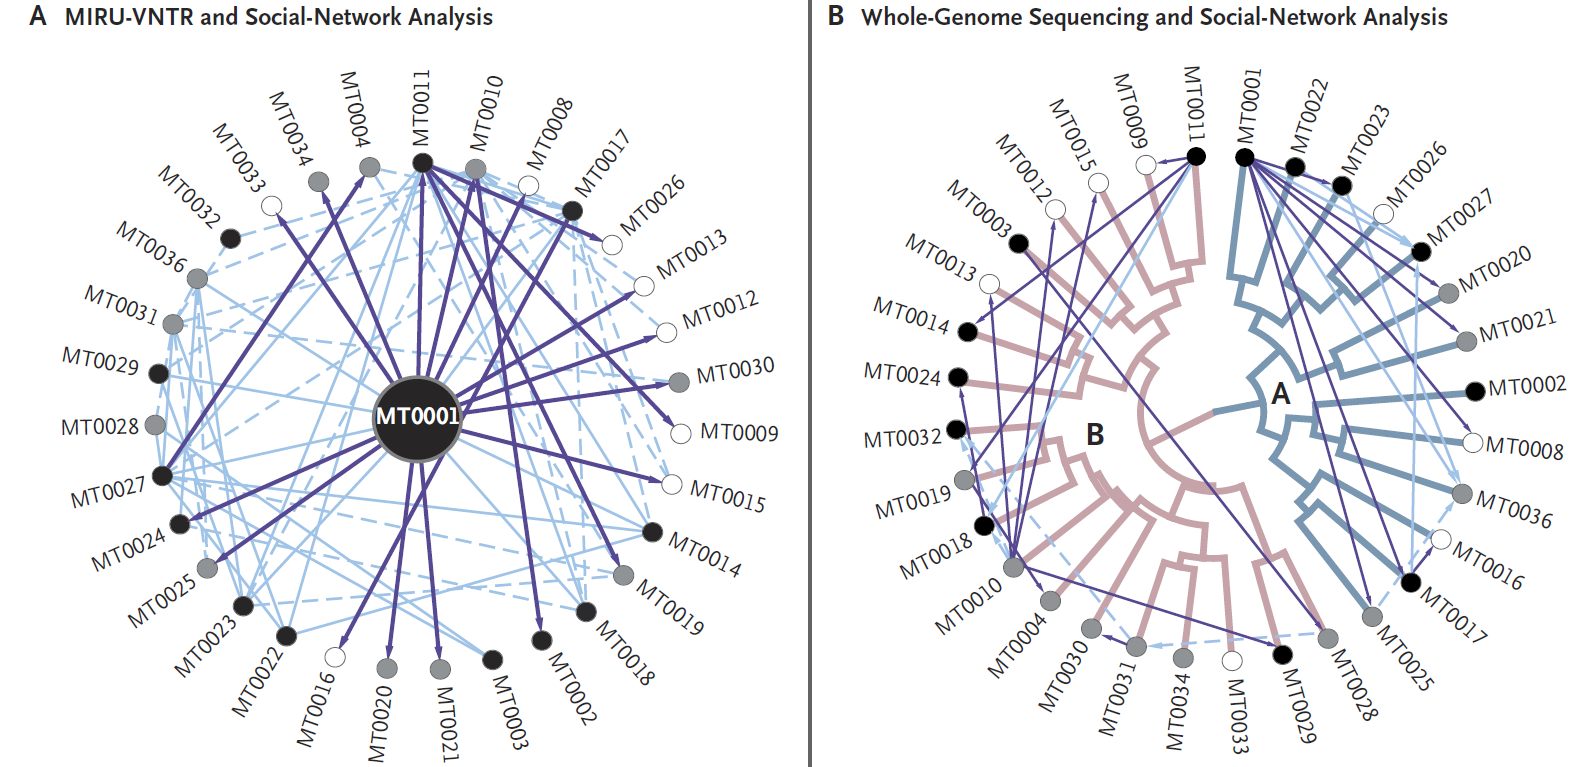 A MIRU-VNTR and Social-Network Analysis
MT0011
MT0010
MT0008
MT0017
MT0026
MT0013
MT0012
MT0030
MT0009
MT0015
MT0014
MT0019
MT0018
MT0002
MT0003
MT0021
MT0020
MT0016
MT0022
MT0023
MT0025
MT0024
MT0027
MT0028
MT0029
MT0031
MT0036
MT0032
MT0033
MT0034
MT0004
MT0001
B Whole-Genome Sequencing and Social-Network Analysis
MT0001
MT0022
MT0023
MT0026
MT0027
MT0020
MT0021
MT0002
MT0008
MT0036
MT0016
MT0017
MT0025
MT0028
MT0029
MT0033
MT0034
MT0031
MT0030
MT0004
MT0010
MT0018
MT0019
MT0032
MT0024
MT0014
MT0013
MT0003
MT0012
MT0015
MT0009
MT0011
A
B